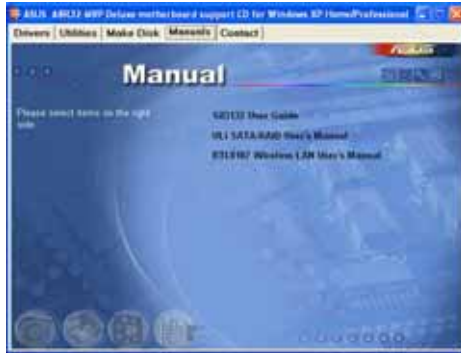 ASUS A8R32-MVP Deluxe motherboard support CD for Windows XP Home/Professional
Drivers Utilities Make Disk Manuals Contact
ASUS
Manual
Please select items on the right side
SiI3132 User Guide
ULi SATA-RAID User's Manual
RTL8187 Wireless LAN User's Manual